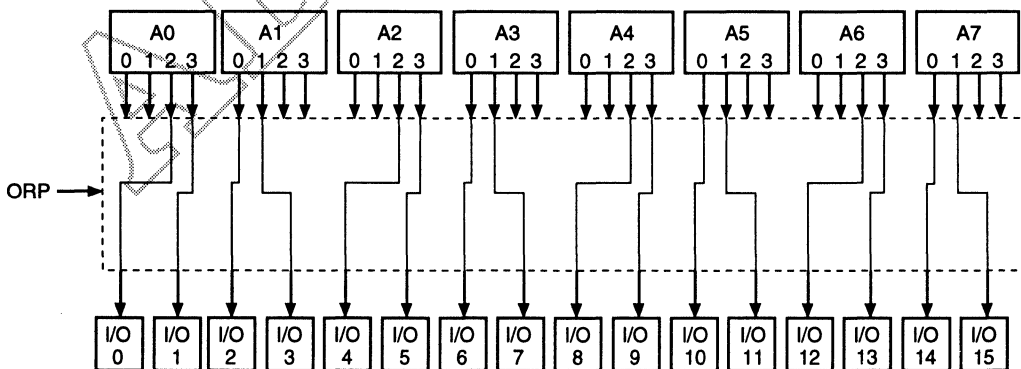 A0 A1 A2 A3 A4 A5 A6 A7
0 1 2 3 0 1 2 3 0 1 2 3 0 1 2 3 0 1 2 3 0 1 2 3 0 1 2 3 0 1 2 3
ORP
I/O I/O I/O I/O I/O I/O I/O I/O I/O I/O I/O I/O I/O I/O I/O I/O
0 1 2 3 4 5 6 7 8 9 10 11 12 13 14 15